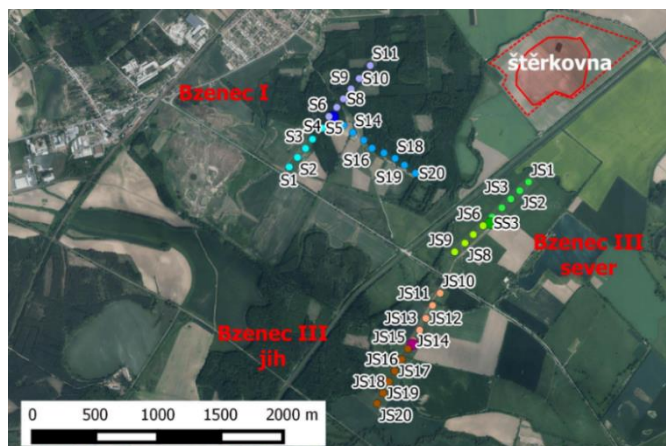 S11
S10
S9
štěrkovna
Bzenec I
S8
S6
S14
S4
S5
S3
S18
S16
S2
S19
S20
S1
JS1
JS3
JS2
JS6
SS3
JS9
JS8
Bzenec III
sever
JS10
JS11
JS13
JS12
Bzenec III
jih
JS15
JS14
JS16
JS17
JS18
JS19
JS20
0 500 1000 1500 2000 m